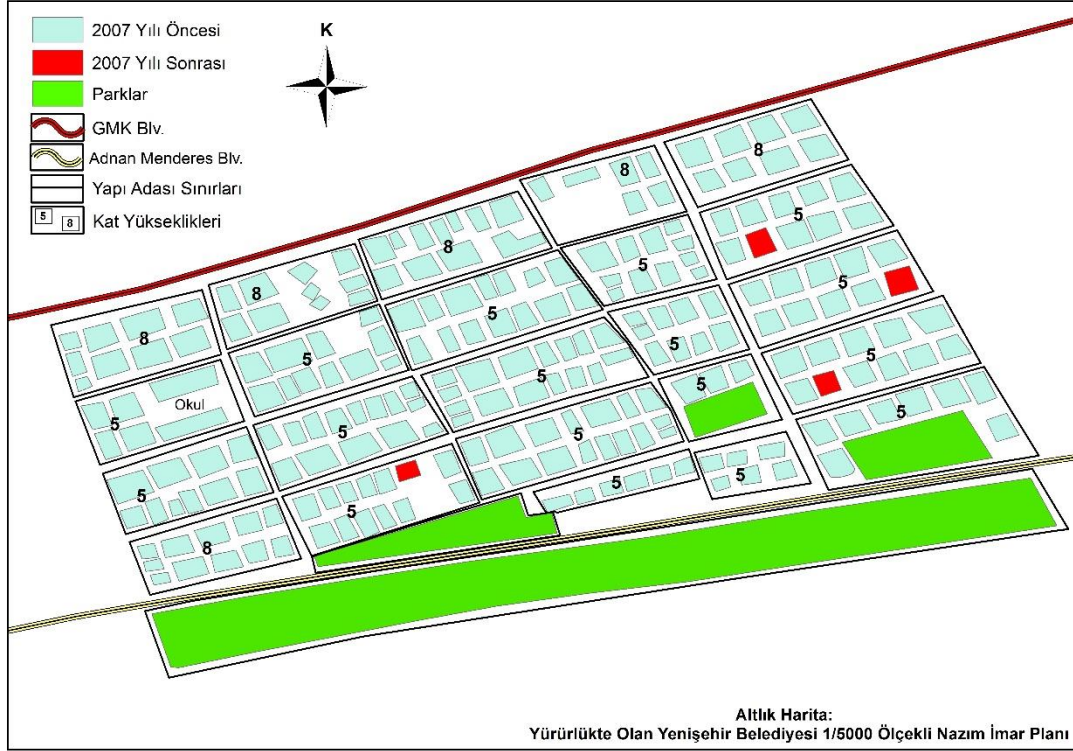 2007 Yılı Öncesi
K
2007 Yılı Sonrası
Parklar
GMK Blv.
Adnan Menderes Blv.
Yapı Adası Sınırları
5 8 Kat Yükseklikleri
8
8
5
8
5
8
5
5
5
8
5
5
5
5
5
5
Okul
5
5
5
5
5
5
5
5
8
Altlık Harita:
Yürürlükte Olan Yenişehir Belediyesi 1/5000 Ölçekli Nazım İmar Planı